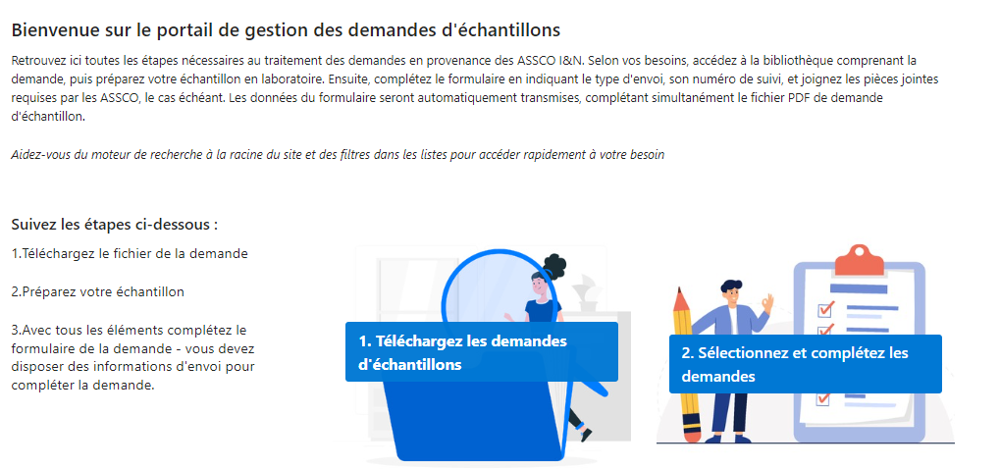 Bienvenue sur le portail de gestion des demandes d'échantillons
Retrouvez ici toutes les étapes nécessaires au traitement des demandes en provenance des ASSCO I&N. Selon vos besoins, accédez à la bibliothèque comprenant la
demande, puis préparez votre échantillon en laboratoire. Ensuite, complétez le formulaire en indiquant le type d'envoi, son numéro de suivi, et joignez les pièces jointes
requises par les ASSCO, le cas échéant. Les données du formulaire seront automatiquement transmises, complétant simultanément le fichier PDF de demande
d'échantillon.
Aidez-vous du moteur de recherche à la racine du site et des filtres dans les listes pour accéder rapidement à votre besoin
Suivez les étapes ci-dessous :
1.Téléchargez le fichier de la demande
2.Préparez votre échantillon
3.Avec tous les éléments complétez le
formulaire de la demande - vous devez
disposer des informations d'envoi pour
compléter la demande.
1. Téléchargez les demandes
d'échantillons
2. Sélectionnez et complétez les
demandes